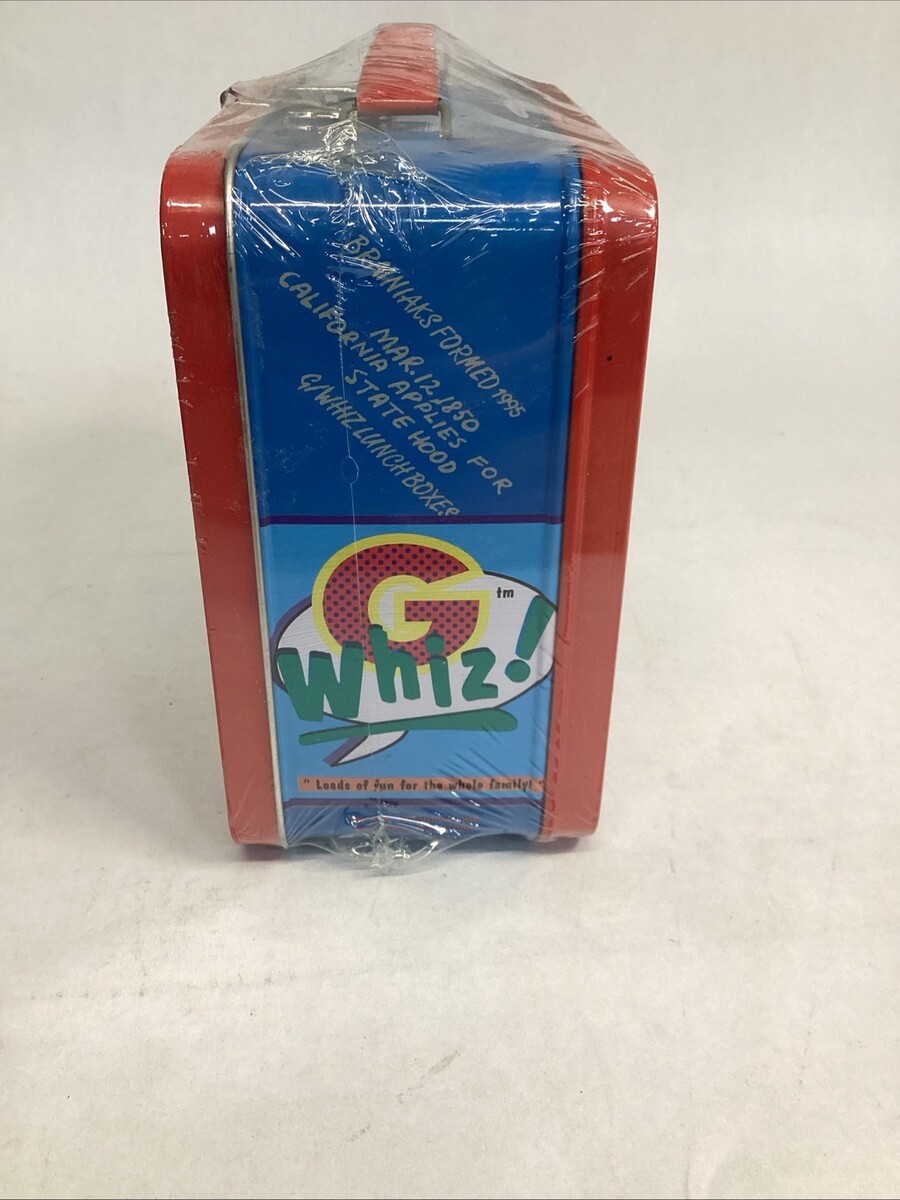 BRAINIAKS FORMED 1995
MAR. 12, 1850
CALIFORNIA APPLIES FOR
STATE HOOD
G/WHIZ LUNCH BOXES
G tm
Whiz!
" Loads of fun for the whole family! "